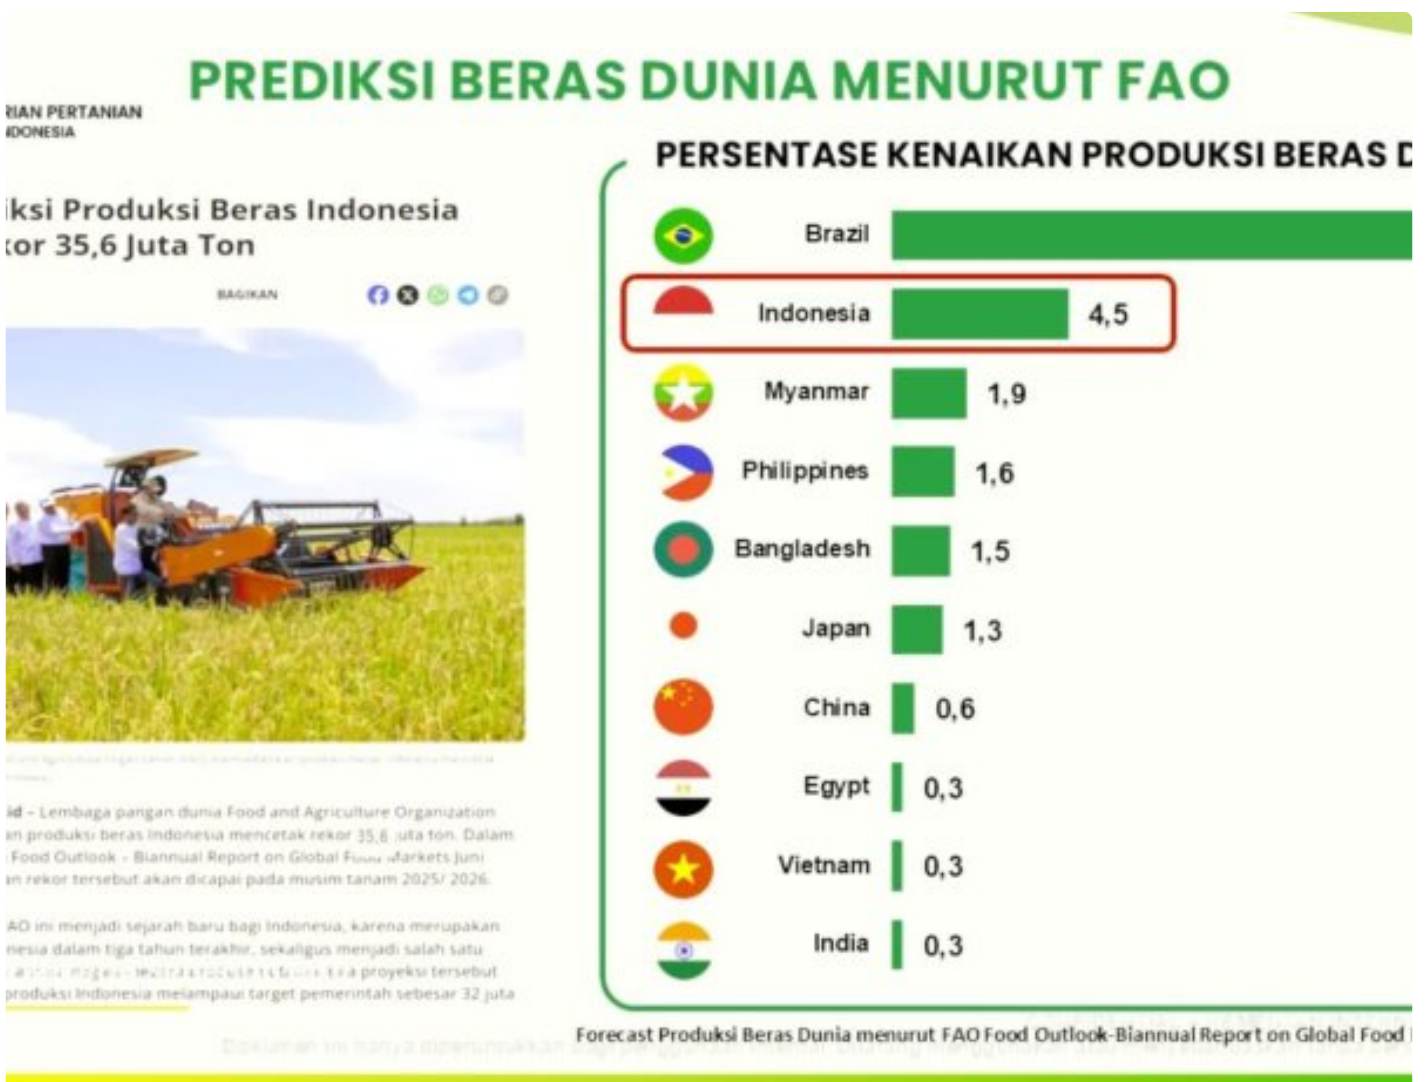 PREDIKSI BERAS DUNIA MENURUT FAO
RIAN PERTANIAN
NDONESIA
iksi Produksi Beras Indonesia
kor 35,6 Juta Ton
BAGIKAN
id – Lembaga pangan dunia Food and Agriculture Organization
an produksi beras Indonesia mencetak rekor 35,6 juta ton. Dalam
Food Outlook – Biannual Report on Global Food Markets Juni
an rekor tersebut akan dicapai pada musim tanam 2025/ 2026.
AO ini menjadi sejarah baru bagi Indonesia, karena merupakan
nesia dalam tiga tahun terakhir, sekaligus menjadi salah satu
proyeksi tersebut
produksi Indonesia melampaui target pemerintah sebesar 32 juta
PERSENTASE KENAIKAN PRODUKSI BERAS D
Brazil
Indonesia 4,5
Myanmar 1,9
Philippines 1,6
Bangladesh 1,5
Japan 1,3
China 0,6
Egypt 0,3
Vietnam 0,3
India 0,3
Forecast Produksi Beras Dunia menurut FAO Food Outlook-Biannual Report on Global Food